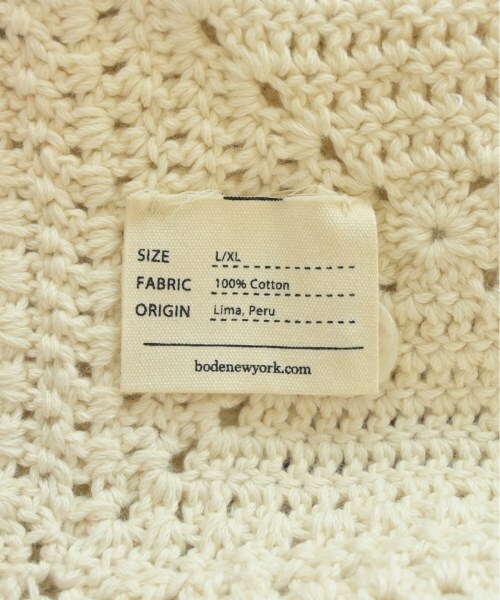 SIZE L/XL
FABRIC 100% Cotton
ORIGIN Lima, Peru
bodenewyork.com